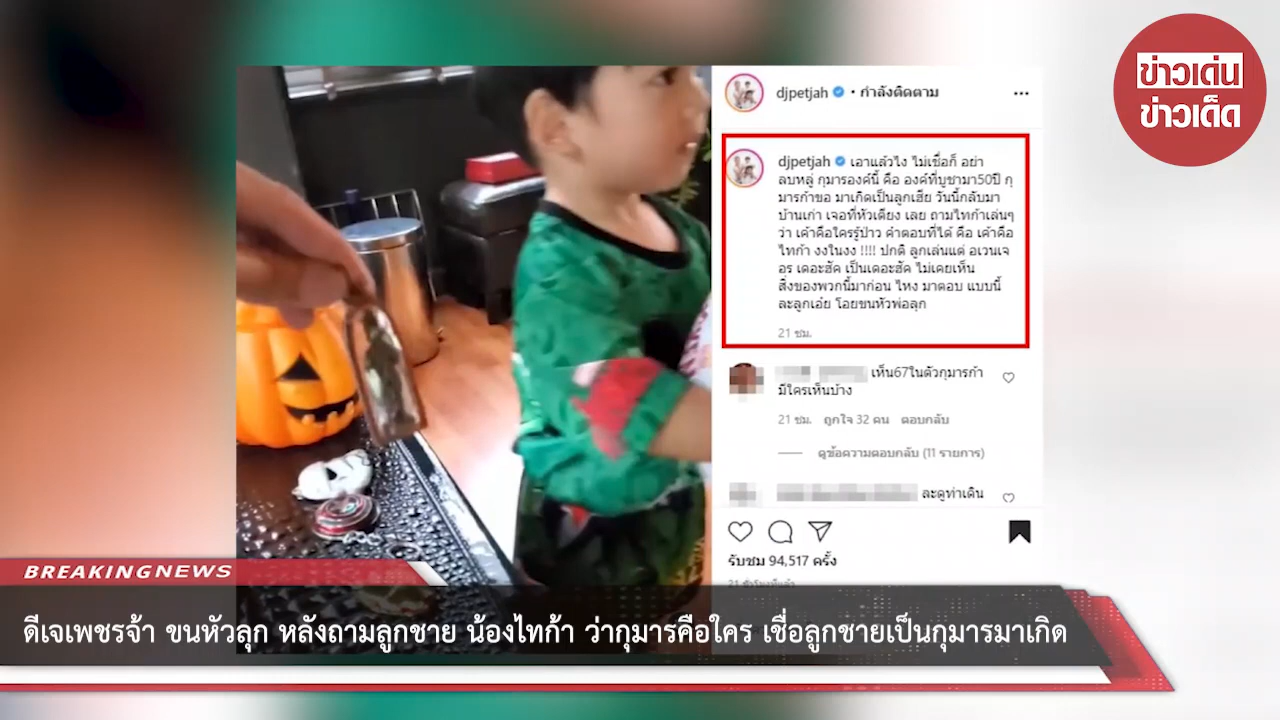 ข่าวเด่น
ข่าวเด็ด
djpetjah • กำลังติดตาม
djpetjah เอาแล้วไง ไม่เชื่อก็ อย่า
ลบหลู่ กุมารองค์นี้ คือ องค์ที่บูชามา50ปี กุ
มารก้าขอ มาเกิดเป็นลูกเฮีย วันนี้กลับมา
บ้านเก่า เจอที่หัวเตียง เลย ถามไทก้าเล่นๆ
ว่า เค้าคือใครรู้ป่าว คำตอบที่ได้ คือ เค้าคือ
ไทก้า งงในงง !!!! ปกติ ลูกเล่นแต่ อเวนเจ
อร เดอะฮัค เป็นเดอะฮัค ไม่เคยเห็น
สิ่งของพวกนี้มาก่อน ไหง มาตอบ แบบนี้
ละลูกเอ่ย โอยขนหัวพ่อลุก
21 ชม.
เห็น67ในตัวกุมารก้า
มีใครเห็นบ้าง
21 ชม. ถูกใจ 32 คน ตอบกลับ
ดูข้อความตอบกลับ (11 รายการ)
ละดูท่าเดิน
รับชม 94,517 ครั้ง
21 ชั่วโมงที่แล้ว
BREAKINGNEWS
ดีเจเพชรจ้า ขนหัวลุก หลังถามลูกชาย น้องไทก้า ว่ากุมารคือใคร เชื่อลูกชายเป็นกุมารมาเกิด